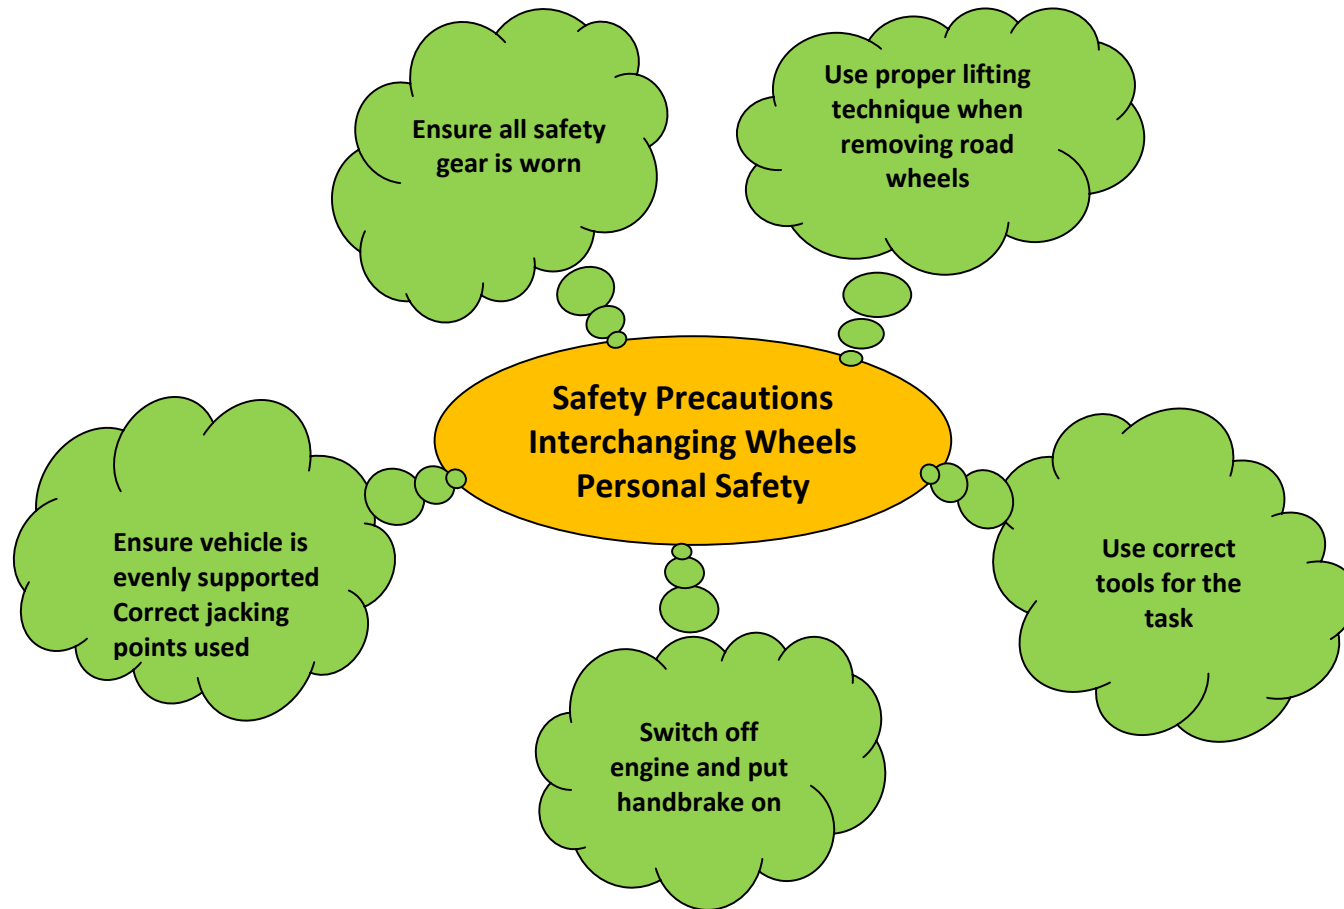 Ensure all safety
gear is worn
Use proper lifting
technique when
removing road
wheels
Safety Precautions
Interchanging Wheels
Personal Safety
Ensure vehicle is
evenly supported
Correct jacking
points used
Use correct
tools for the
task
Switch off
engine and put
handbrake on